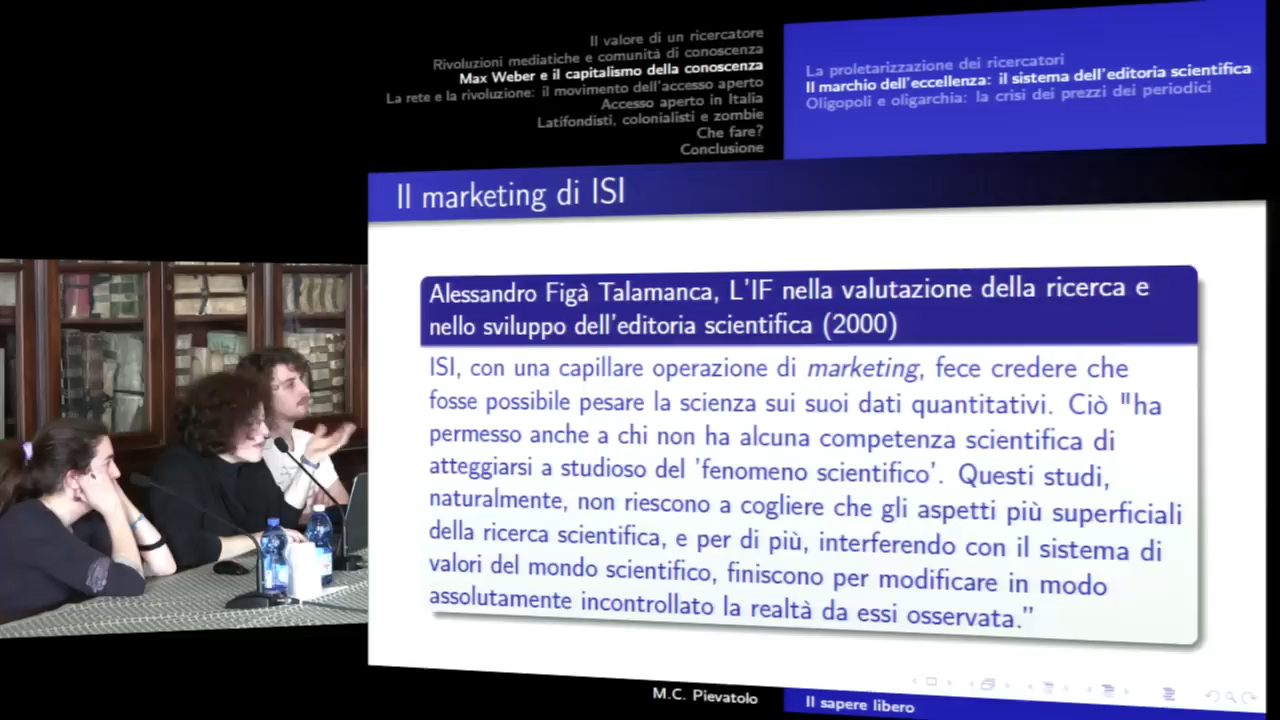 Il valore di un ricercatore
Rivoluzioni mediatiche e comunità di conoscenza
Max Weber e il capitalismo della conoscenza
La rete e la rivoluzione: il movimento dell'accesso aperto
Accesso aperto in Italia
Latifondisti, colonialisti e zombie
Che fare?
Conclusione
La proletarizzazione dei ricercatori
Il marchio dell'eccellenza: il sistema dell'editoria scientifica
Oligopoli e oligarchia: la crisi dei prezzi dei periodici
Il marketing di ISI
Alessandro Figà Talamanca, L'IF nella valutazione della ricerca e
nello sviluppo dell'editoria scientifica (2000)
ISI, con una capillare operazione di marketing, fece credere che
fosse possibile pesare la scienza sui suoi dati quantitativi. Ciò "ha
permesso anche a chi non ha alcuna competenza scientifica di
atteggiarsi a studioso del 'fenomeno scientifico'. Questi studi,
naturalmente, non riescono a cogliere che gli aspetti più superficiali
della ricerca scientifica, e per di più, interferendo con il sistema di
valori del mondo scientifico, finiscono per modificare in modo
assolutamente incontrollato la realtà da essi osservata."
M.C. Pievatolo
Il sapere libero